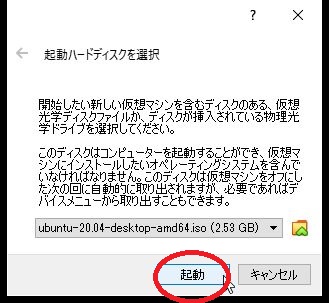 ?
起動ハードディスクを選択
開始したい新しい仮想マシンを含むディスクのある、仮想
光学ディスクファイルか、ディスクが挿入されている物理光
学ドライブを選択してください。
このディスクはコンピューターを起動することができ、仮想マ
シンにインストールしたいオペレーティングシステムを含んで
いなければなりません。このディスクは仮想マシンをオフにし
た次の回に自動的に取り出されますが、必要であればデバ
イスメニューから取り出すこともできます。
ubuntu-20.04-desktop-amd64.iso (2.53 GB)
起動 キャンセル